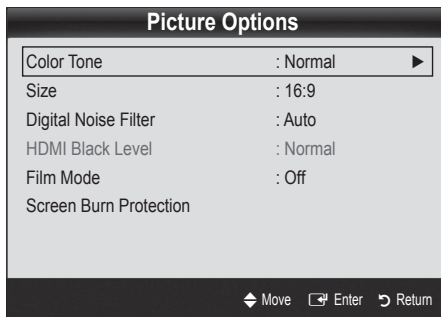 Picture Options
Color Tone : Normal ►
Size : 16:9
Digital Noise Filter : Auto
HDMI Black Level : Normal
Film Mode : Off
Screen Burn Protection
Move Enter Return